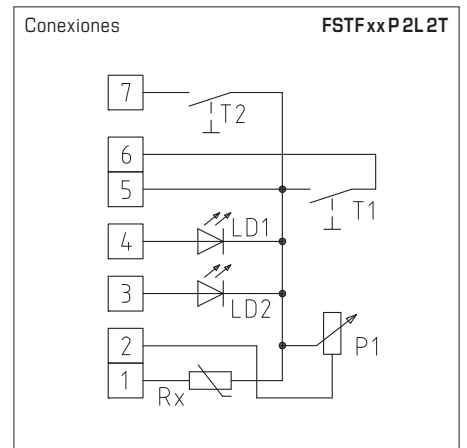 Conexiones FSTFxxP2L2T
7
T2
6
5
T1
4
LD1
3
LD2
2
P1
1
Rx